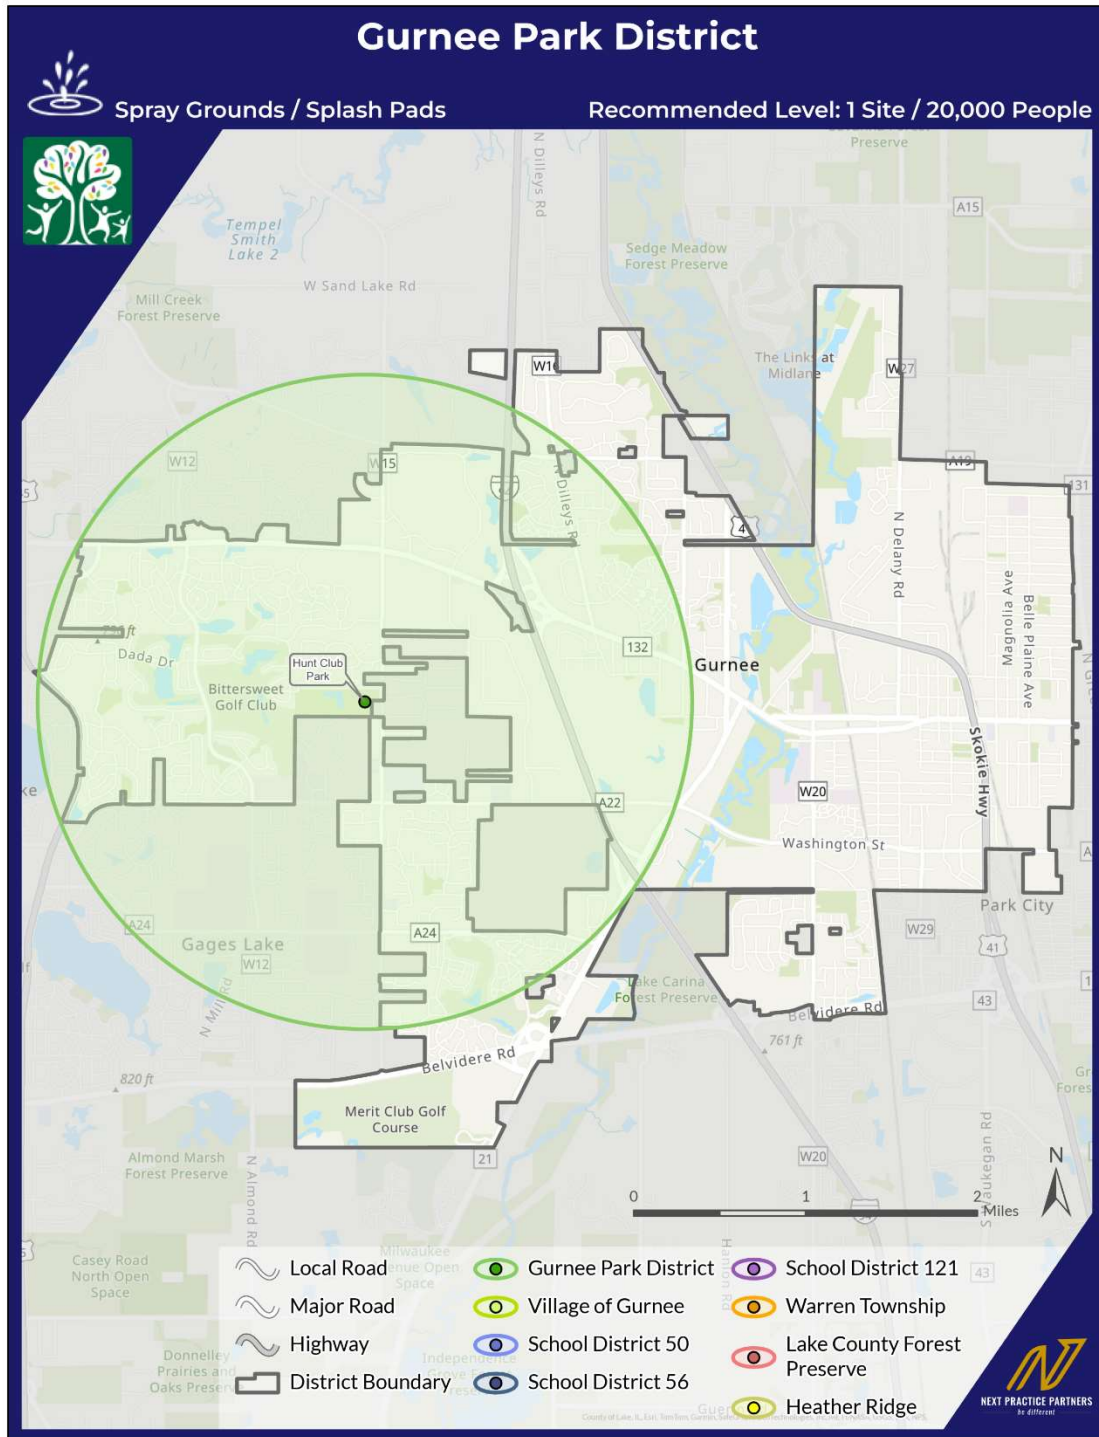 Gurnee Park District
Spray Grounds / Splash Pads
Recommended Level: 1 Site / 20,000 People
Preserve
N Dilleys Rd
A15
Tempel
Smith
Lake 2
Sedge Meadow
Forest Preserve
W Sand Lake Rd
Mill Creek
Forest Preserve
The Links at
Midlane
W27
W12
W15
A19
131
N Dilleys Rd
4
N Delany Rd
Magnolia Ave
Belle Plaine Ave
Dada Dr
132
Gurnee
Hunt Club
Park
Bittersweet
Golf Club
Skokie Hwy
A22
W20
Washington St
Park City
A24
A24
Gages Lake
W12
W29
41
N Mill Rd
Lake Carina
Forest Preserve
43
Belvidere Rd
761 ft
Belvidere Rd
820 ft
Merit Club Golf
Course
21
W20
Almond Marsh
Forest Preserve
N Almond Rd
S Waukegan Rd
N
0 1 2 Miles
Casey Road
North Open
Space
43
Donnelley
Prairies and
Oaks Preserve
Local Road
Major Road
Highway
District Boundary
Gurnee Park District
Village of Gurnee
School District 50
School District 56
School District 121
Warren Township
Lake County Forest
Preserve
Heather Ridge
NEXT PRACTICE PARTNERS
be different